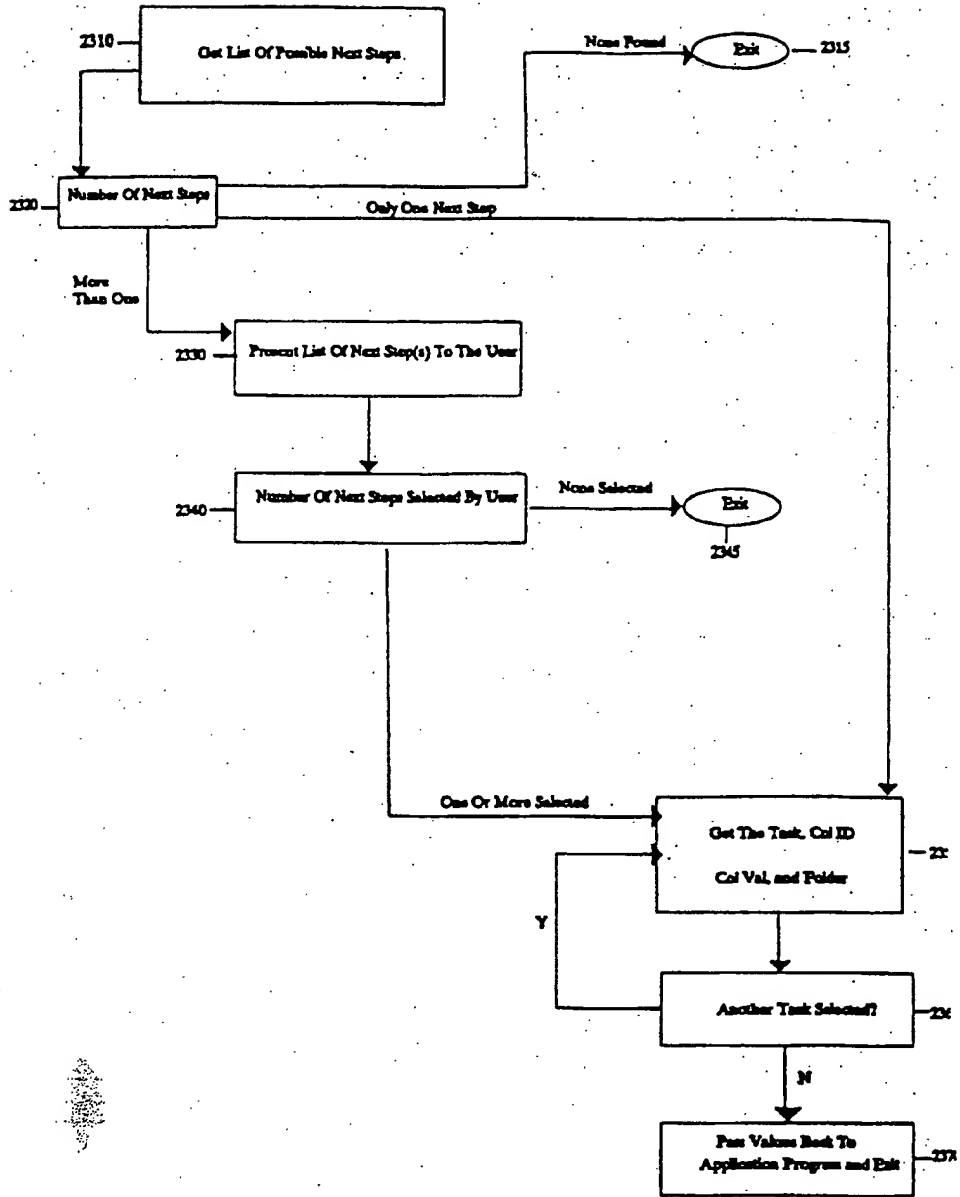 2310
Get List Of Possible Next Steps
None Found
Exit
2315
2320
Number Of Next Steps
Only One Next Step
More
Than One
2330
Present List Of Next Step(s) To The User
2340
Number Of Next Steps Selected By User
None Selected
Exit
2345
One Or More Selected
Get The Task, Col ID
Col Val, and Folder
Y
Another Task Selected?
N
Pass Values Back To
Application Program and Exit